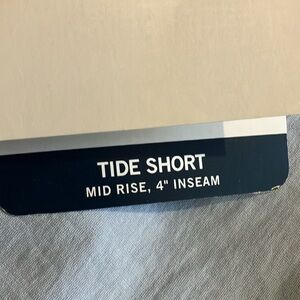 TIDE SHORT
MID RISE, 4" INSEAM